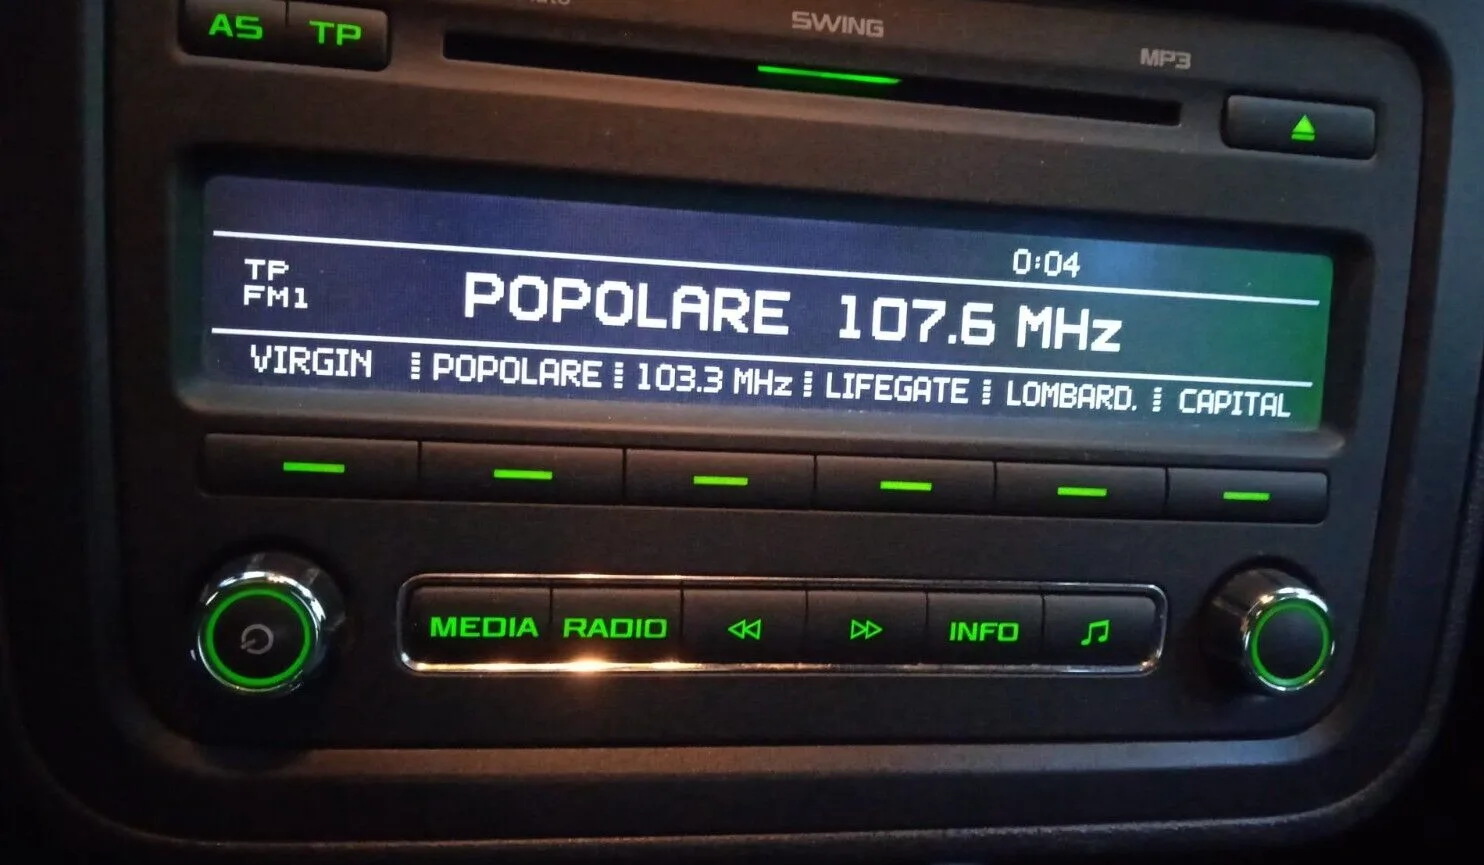 AS TP
SWING
MP3
0:04
TP
FM1
POPOLARE 107.6 MHz
VIRGIN POPOLARE 103.3 MHz LIFEGATE LOMBARD. CAPITAL
MEDIA RADIO INFO